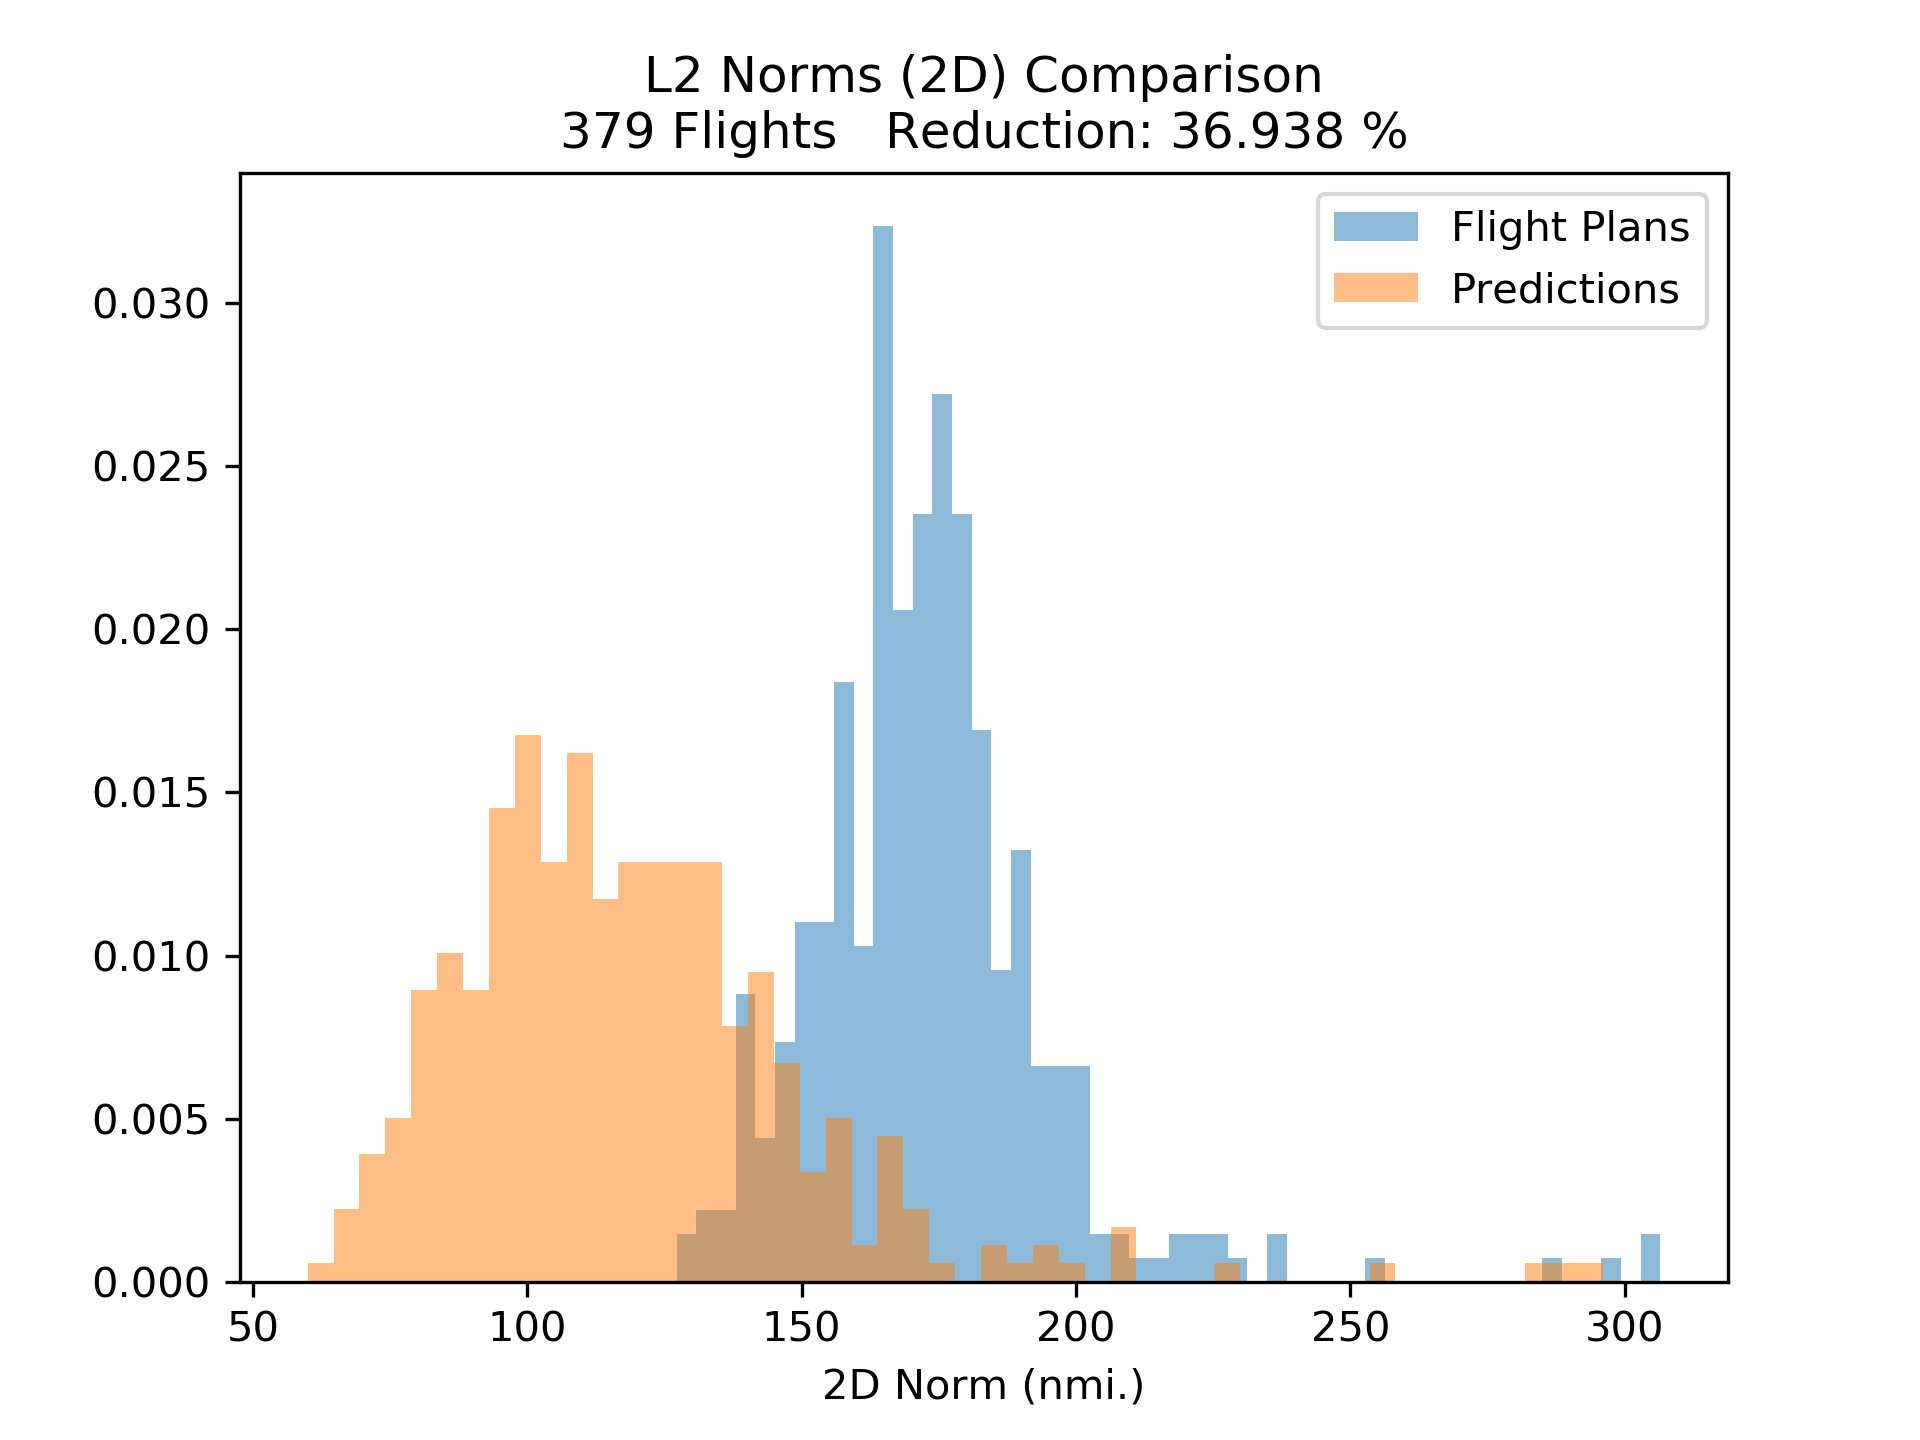 L2 Norms (2D) Comparison
379 Flights   Reduction: 36.938 %
Flight Plans
Predictions
0.030
0.025
0.020
0.015
0.010
0.005
0.000
50 100 150 200 250 300
2D Norm (nmi.)